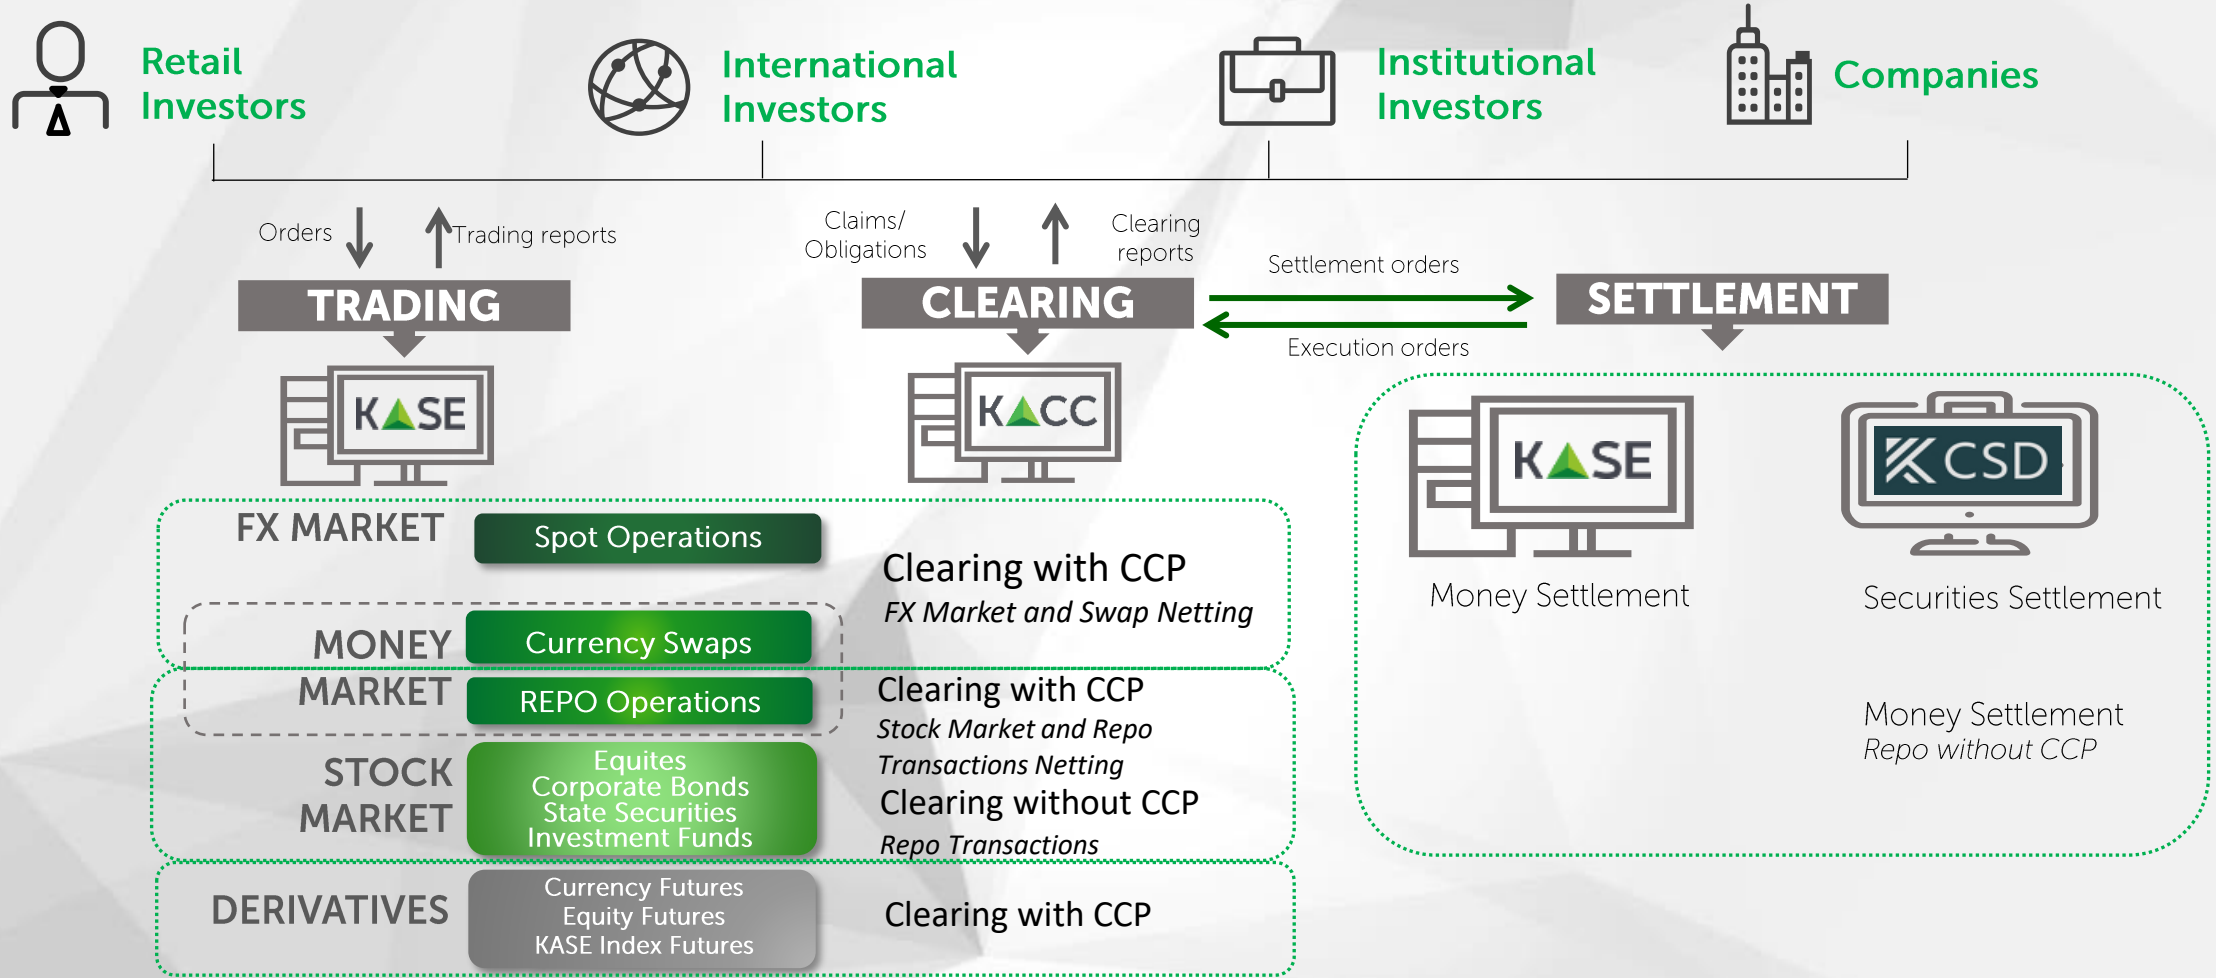 Retail
Investors
International
Investors
Institutional
Investors
Companies
Orders
Trading reports
Claims/
Obligations
Clearing
reports
Settlement orders
Execution orders
TRADING
CLEARING
SETTLEMENT
KASE
KACC
KASE
CSD
Money Settlement
Securities Settlement
Money Settlement
Repo without CCP
FX MARKET
Spot Operations
Clearing with CCP
FX Market and Swap Netting
MONEY
MARKET
Currency Swaps
REPO Operations
Clearing with CCP
Stock Market and Repo
Transactions Netting
Clearing without CCP
Repo Transactions
STOCK
MARKET
Equites
Corporate Bonds
State Securities
Investment Funds
DERIVATIVES
Currency Futures
Equity Futures
KASE Index Futures
Clearing with CCP